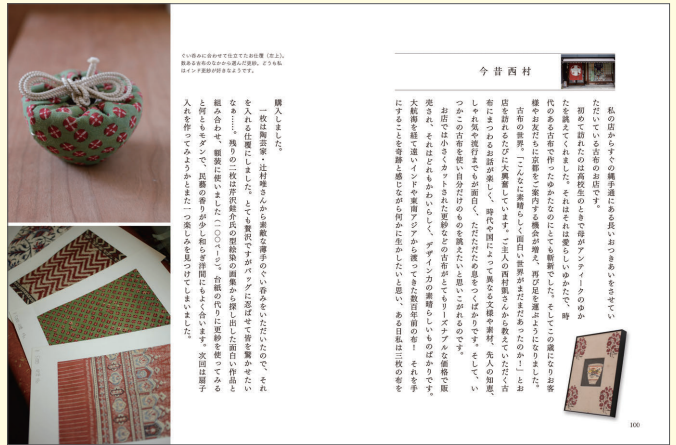 今昔西村
私の店からすぐの縄手通にある長いおつきあいをさせてい
ただいている古布のお店です。
初めて訪れたのは高校生のときで母がアンティークのゆか
たを誂えてくれました。それはそれは愛らしいゆかたで、時
代のある古布で作ったゆかたなのにとても斬新でした。そしてこの歳になりお客
様やお友だちに京都をご案内する機会が増え、再び足を運ぶようになりました。
古布の世界。「こんなに素晴らしく面白い世界がまだまだあったのか！」とお
店を訪れるたびに大興奮しています。ご主人の西村さんから教えていただく古
布にまつわるお話が楽しく、時代や国によって異なる文様や素材、先人の知恵、
しゃれ気や流行までもが面白く、ただただため息をつくばかりです。そして、い
つかこの古布を使い自分だけのものを誂えたいと思いこがれるのです。
お店では小さくカットされた更紗などの古布がとてもリーズナブルな価格で販
売され、それはどれもかわいらしく、デザイン力の素晴らしいものばかりです。
大航海を経て遠いインドや東南アジアから渡ってきた数百年前の布！　それを手
にすることを奇跡と感じながら何かに生かしたいと思い、ある日私は三枚の布を
100
ぐい呑みに合わせて仕立てたお仕覆（左上）。
数ある古布のなかから選んだ更紗。どうも私
はインド更紗が好きなようです。
購入しました。
一枚は陶芸家・辻村唯さんから素敵な薄手のぐい呑みをいただいたので、それ
を入れる仕覆にしました。とても贅沢ですがバッグに忍ばせて皆を驚かせたい
なぁ……。残りの二枚は芹沢銈介氏の型絵染の画集から探し出した面白い作品と
組み合わせ、額装に使いました（一〇〇ページ）。台紙の代りに更紗を使ってみる
と何ともモダンで、民藝の香りが少し和らぎ洋間にもよく合います。次回は扇子
入れを作ってみようかとまた一つ楽しみを見つけてしまいました。